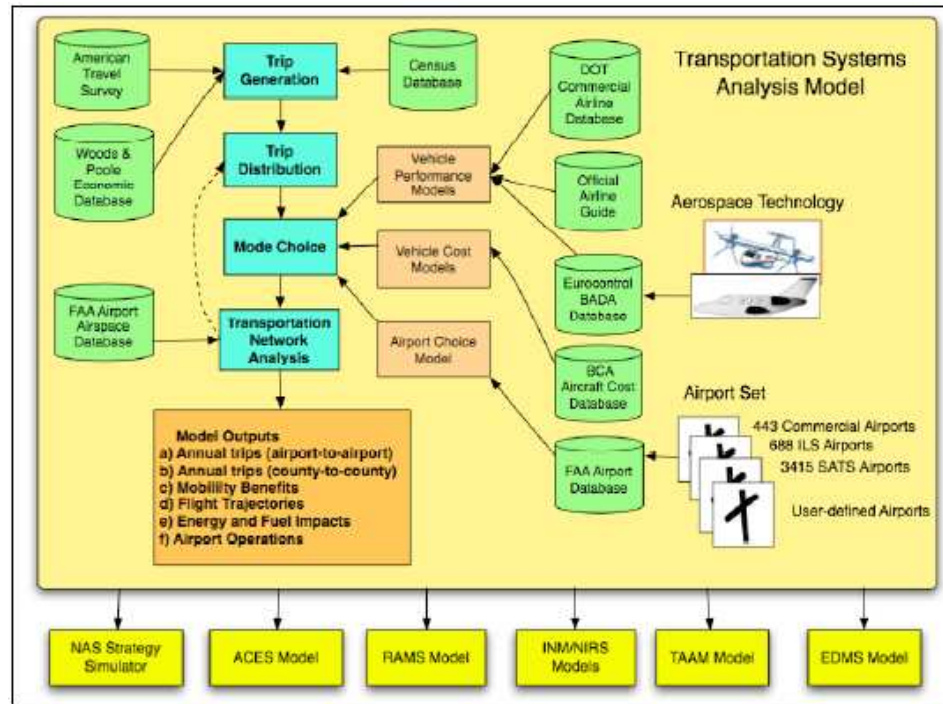 Transportation Systems
Analysis Model
American
Travel
Survey
Trip
Generation
Census
Database
DOT
Commercial
Airline
Database
Woods &
Poole
Economic
Database
Trip
Distribution
Vehicle
Performance
Models
Official
Airline
Guide
Aerospace Technology
Mode Choice
Vehicle Cost
Models
Eurocontrol
BADA
Database
FAA Airport
Airspace
Database
Transportation
Network
Analysis
Airport Choice
Model
BCA
Aircraft Cost
Database
Airport Set
443 Commercial Airports
688 ILS Airports
3415 SATS Airports
User-defined Airports
FAA Airport
Database
Model Outputs
a) Annual trips (airport-to-airport)
b) Annual trips (county-to-county)
c) Mobility Benefits
d) Flight Trajectories
e) Energy and Fuel Impacts
f) Airport Operations
NAS Strategy
Simulator
ACES Model
RAMS Model
INM/NIRS
Models
TAAM Model
EDMS Model